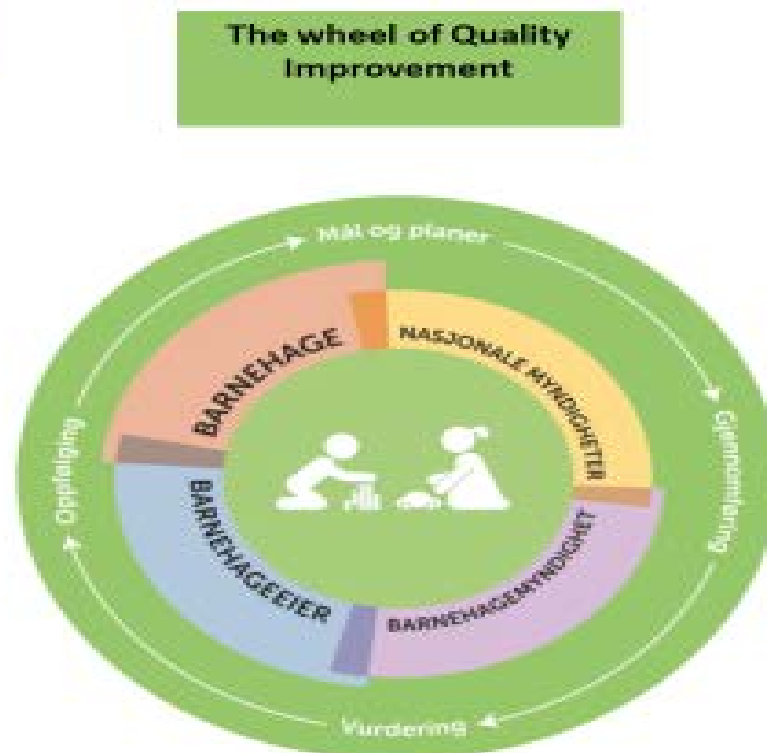 The wheel of Quality
Improvement
Mål og planer
Gjennomføring
Vurdering
Oppfølging
BARNEHAGE
NASJONALE MYNDIGHETER
BARNEHAGEMYNDIGHET
BARNEHAGEEIER